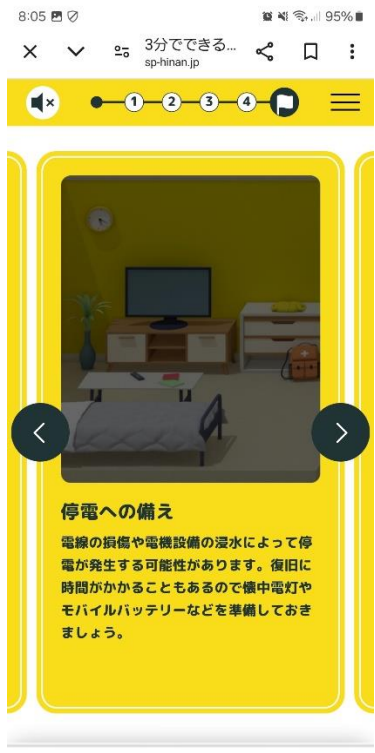 8:05
95%
3分でできる...
sp-hinan.jp
1 2 3 4
停電への備え
電線の損傷や電機設備の浸水によって停
電が発生する可能性があります。復旧に
時間がかかることもあるので懐中電灯や
モバイルバッテリーなどを準備しておき
ましょう。